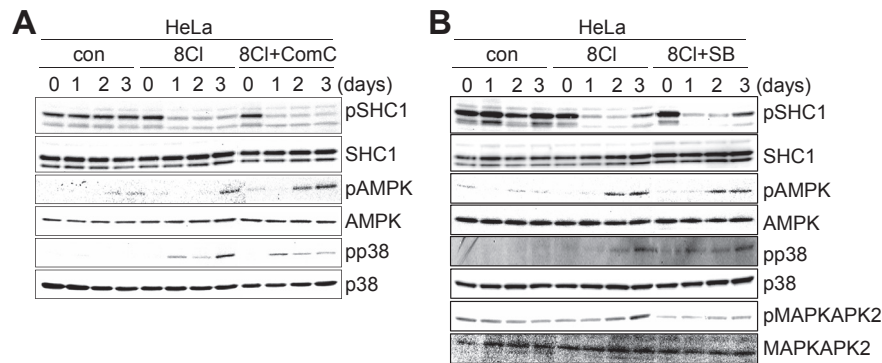 A
HeLa
con 8Cl 8Cl+ComC
0 1 2 3 0 1 2 3 0 1 2 3 (days)
pSHC1
SHC1
pAMPK
AMPK
pp38
p38
B
HeLa
con 8Cl 8Cl+SB
0 1 2 3 0 1 2 3 0 1 2 3 (days)
pSHC1
SHC1
pAMPK
AMPK
pp38
p38
pMAPKAPK2
MAPKAPK2